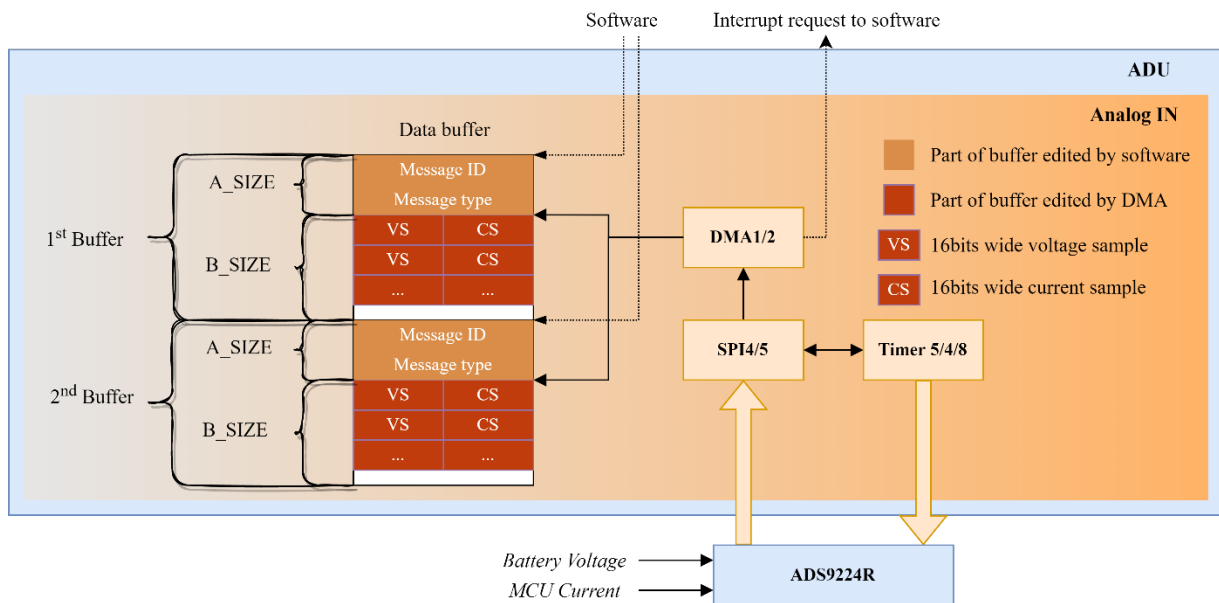 Software
Interrupt request to software
ADU
Analog IN
Data buffer
Part of buffer edited by software
Part of buffer edited by DMA
VS 16bits wide voltage sample
CS 16bits wide current sample
1st Buffer
A_SIZE
B_SIZE
Message ID
Message type
VS CS
VS CS
... ...
2nd Buffer
A_SIZE
B_SIZE
Message ID
Message type
VS CS
VS CS
... ...
DMA1/2
SPI4/5
Timer 5/4/8
Battery Voltage
MCU Current
ADS9224R